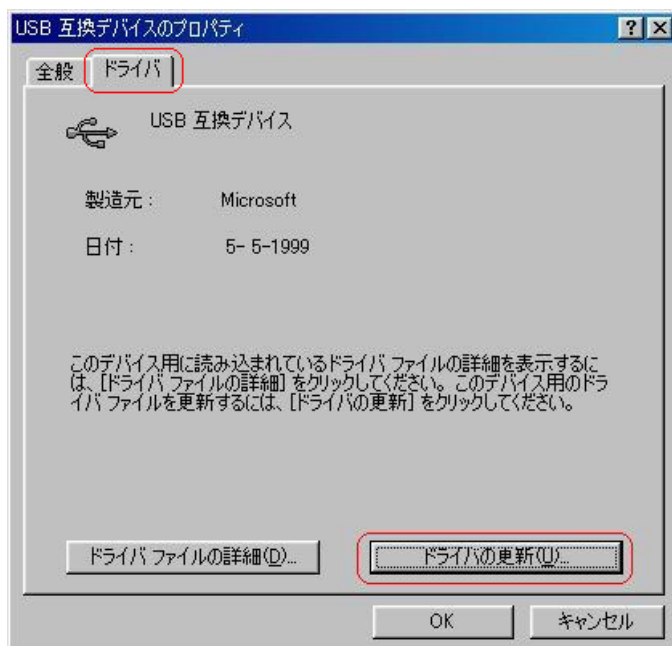 USB 互換デバイスのプロパティ
? ×
全般 ドライバ
USB 互換デバイス
製造元 : Microsoft
日付 : 5- 5-1999
このデバイス用に読み込まれているドライバ ファイルの詳細を表示するに
は、[ドライバ ファイルの詳細] をクリックしてください。このデバイス用のドラ
イバ ファイルを更新するには、[ドライバの更新] をクリックしてください。
ドライバ ファイルの詳細(D)... ドライバの更新(U)...
OK キャンセル